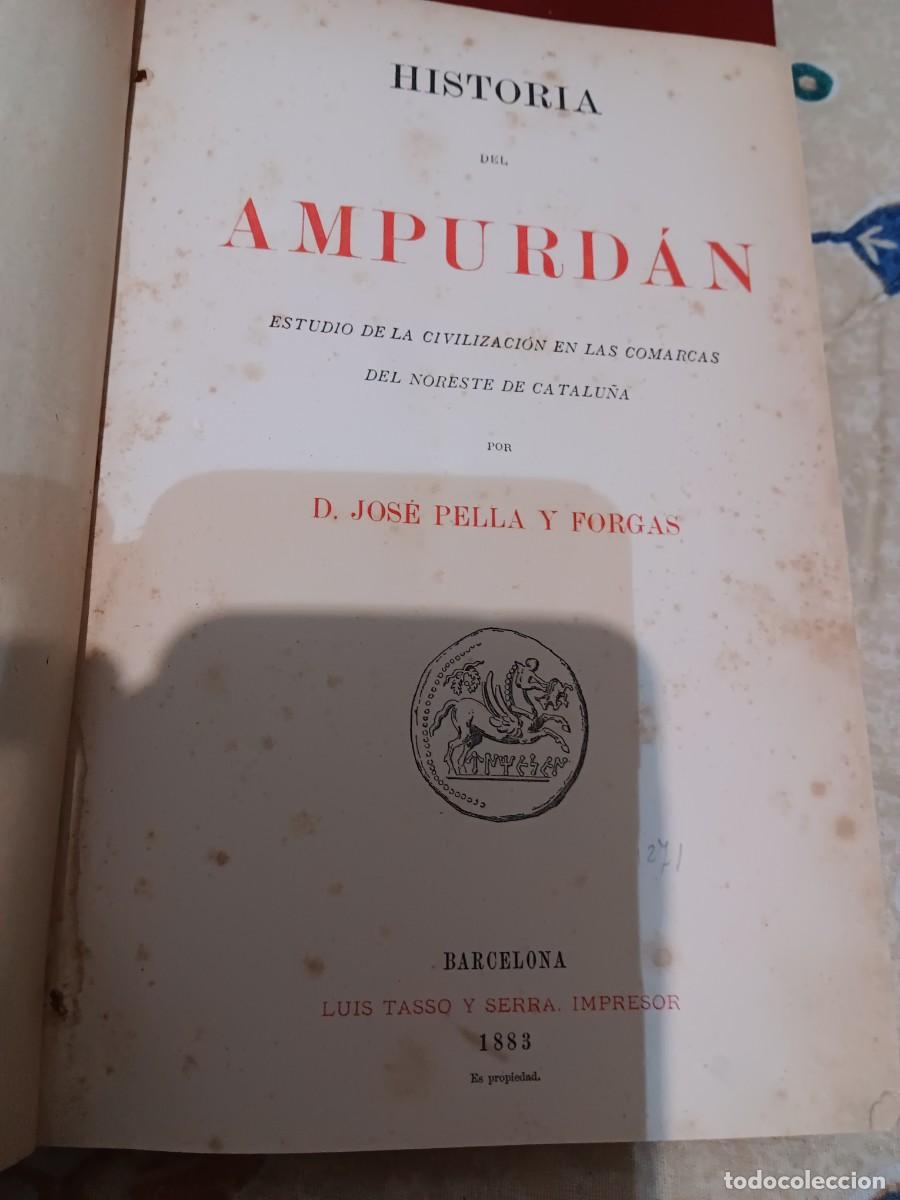 HISTORIA
DEL
AMPURDÁN
ESTUDIO DE LA CIVILIZACIÓN EN LAS COMARCAS
DEL NORESTE DE CATALUÑA
POR
D. JOSÉ PELLA Y FORGAS
271
BARCELONA
LUIS TASSO Y SERRA, IMPRESOR
1883
Es propiedad.
todocoleccion